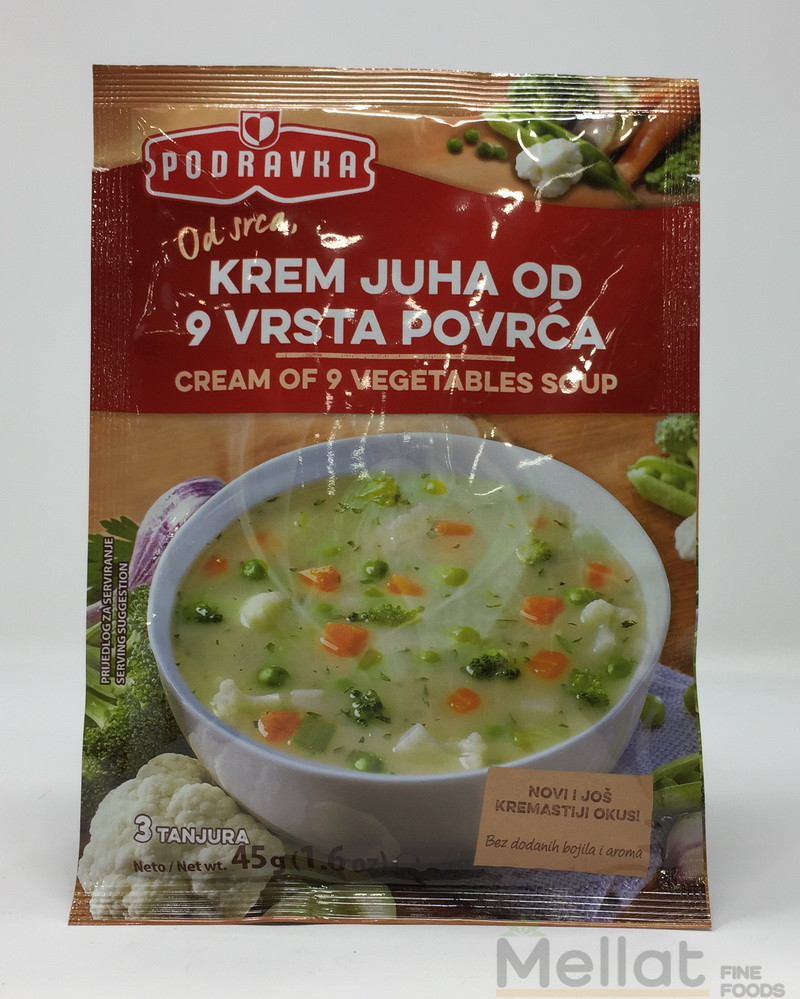 PODRAVKA
Od srca,
KREM JUHA OD
9 VRSTA POVRĆA
CREAM OF 9 VEGETABLES SOUP
PRIJEDLOG ZA SERVIRANJE
SERVING SUGGESTION
NOVI I JOŠ
KREMASTIJI OKUS!
Bez dodanih bojila i aroma
3 TANJURA
Neto / Net wt. 45 g (1.6 oz)
Mellat FINE
FOODS